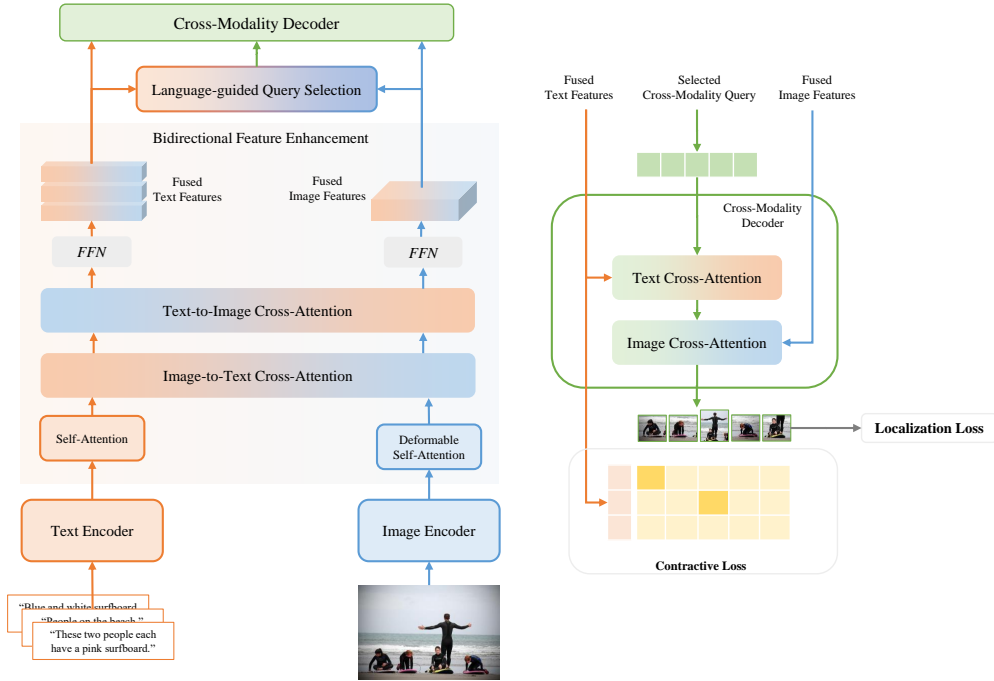 Cross-Modality Decoder
Language-guided Query Selection
Bidirectional Feature Enhancement
Fused
Text Features
Fused
Image Features
FFN
FFN
Text-to-Image Cross-Attention
Image-to-Text Cross-Attention
Self-Attention
Deformable
Self-Attention
Text Encoder
Image Encoder
“Blue and white surfboard
“People on the beach.”
“These two people each
have a pink surfboard.”
Fused
Text Features
Selected
Cross-Modality Query
Fused
Image Features
Cross-Modality
Decoder
Text Cross-Attention
Image Cross-Attention
Localization Loss
Contractive Loss